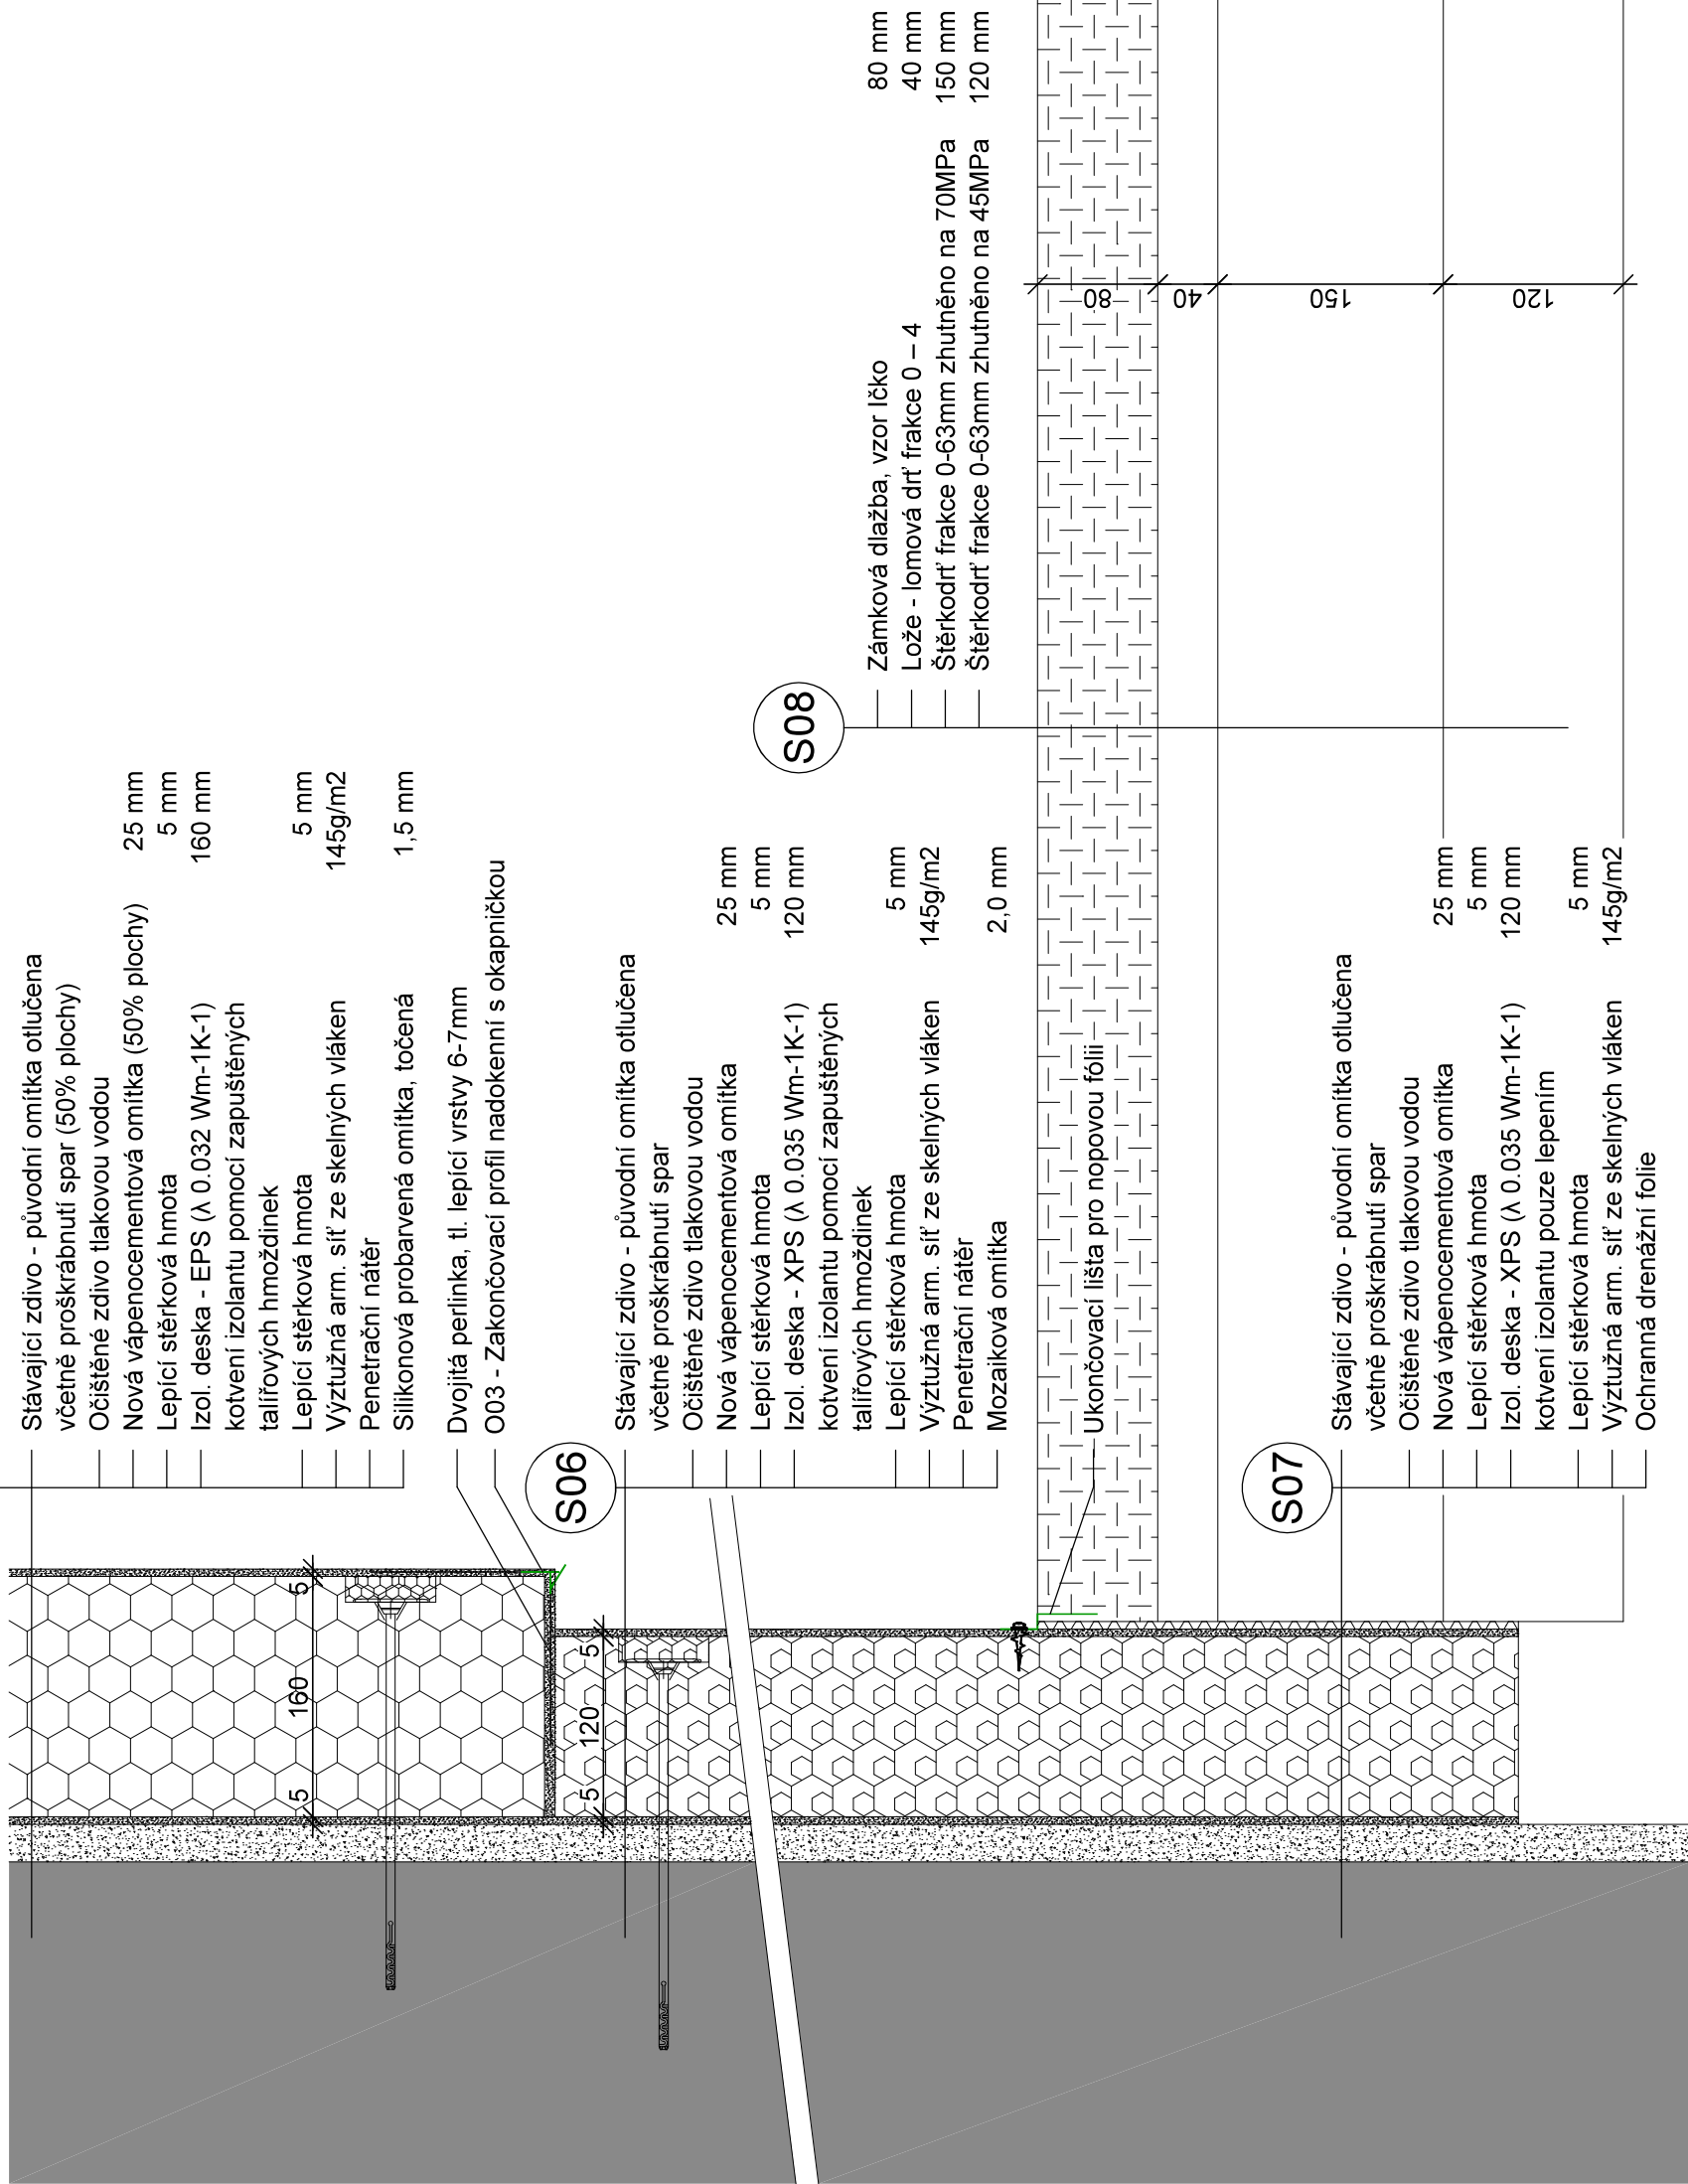 Stávající zdivo - původní omítka otlučena
včetně proškrábnutí spar (50% plochy)
Očištěné zdivo tlakovou vodou
Nová vápenocementová omítka (50% plochy) 25 mm
Lepící stěrková hmota 5 mm
Izol. deska - EPS (λ 0.032 Wm-1K-1) 160 mm
kotvení izolantu pomocí zapuštěných
talířových hmoždinek
Lepící stěrková hmota 5 mm
Výztužná arm. síť ze skelných vláken 145g/m2
Penetrační nátěr
Silikonová probarvená omítka, točená 1,5 mm
Dvojitá perlinka, tl. lepící vrstvy 6-7mm
O03 - Zakončovací profil nadokenní s okapničkou
5 160 5
S06
Stávající zdivo - původní omítka otlučena
včetně proškrábnutí spar
Očištěné zdivo tlakovou vodou
Nová vápenocementová omítka 25 mm
Lepící stěrková hmota 5 mm
Izol. deska - XPS (λ 0.035 Wm-1K-1) 120 mm
kotvení izolantu pomocí zapuštěných
talířových hmoždinek
Lepící stěrková hmota 5 mm
Výztužná arm. síť ze skelných vláken 145g/m2
Penetrační nátěr
Mozaiková omítka 2,0 mm
5 120 5
S08
Zámková dlažba, vzor Íčko 80 mm
Lože - lomová drť frakce 0 – 4 40 mm
Štěrkodrť frakce 0-63mm zhutněno na 70MPa 150 mm
Štěrkodrť frakce 0-63mm zhutněno na 45MPa 120 mm
Ukončovací lišta pro nopovou fólii
80
40
150
120
S07
Stávající zdivo - původní omítka otlučena
včetně proškrábnutí spar
Očištěné zdivo tlakovou vodou
Nová vápenocementová omítka 25 mm
Lepící stěrková hmota 5 mm
Izol. deska - XPS (λ 0.035 Wm-1K-1) 120 mm
kotvení izolantu pouze lepením
Lepící stěrková hmota 5 mm
Výztužná arm. síť ze skelných vláken 145g/m2
Ochranná drenážní folie